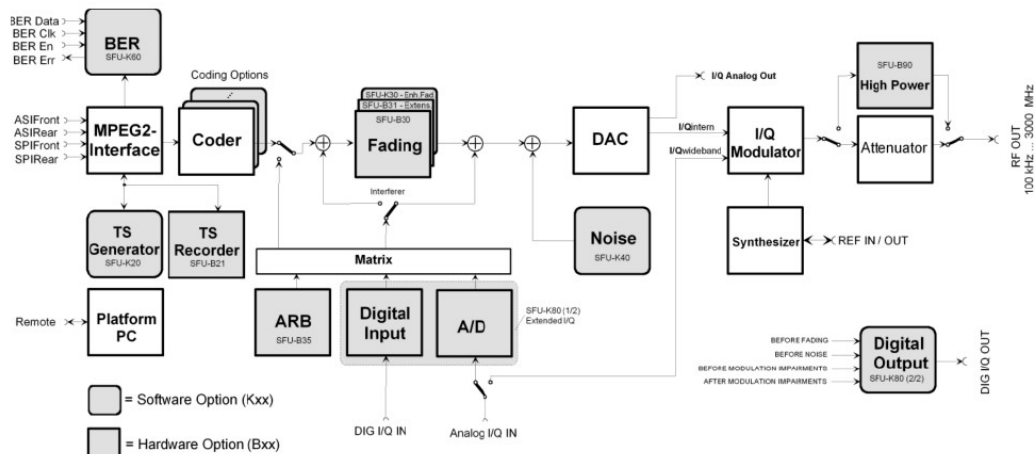 BER Data
BER Clk
BER En
BER Err
BER
SFU-K60
Coding Options
ASIFront
ASIRear
SPIFront
SPIRear
MPEG2-
Interface
Coder
SFU-K30 - Enh.Fad
SFU-B31 - Extens.
SFU-B30
Fading
Interferer
I/Q Analog Out
DAC
I/Qintern
I/Qwideband
I/Q
Modulator
SFU-B90
High Power
Attenuator
RF OUT
100 kHz ... 3000 MHz
TS
Generator
SFU-K20
TS
Recorder
SFU-B21
Matrix
Noise
SFU-K40
Synthesizer
REF IN / OUT
Remote
Platform
PC
ARB
SFU-B35
Digital
Input
A/D
SFU-K80 (1/2)
Extended I/Q
BEFORE FADING
BEFORE NOISE
BEFORE MODULATION IMPAIRMENTS
AFTER MODULATION IMPAIRMENTS
Digital
Output
SFU-K80 (2/2)
DIG I/Q OUT
= Software Option (Kxx)
= Hardware Option (Bxx)
DIG I/Q IN
Analog I/Q IN